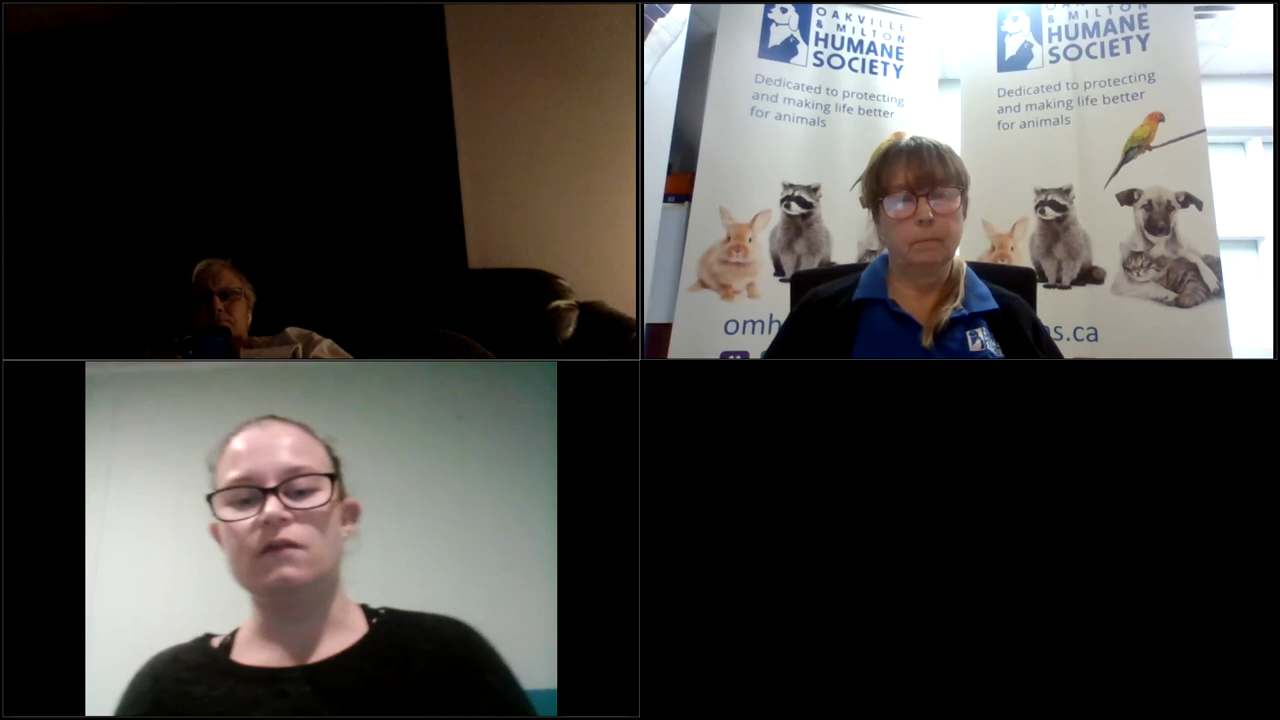 OAKVILLE
& MILTON
HUMANE
SOCIETY
Dedicated to protecting
and making life better
for animals
omh
OAKVILLE
& MILTON
HUMANE
SOCIETY
Dedicated to protecting
and making life better
for animals
s.ca